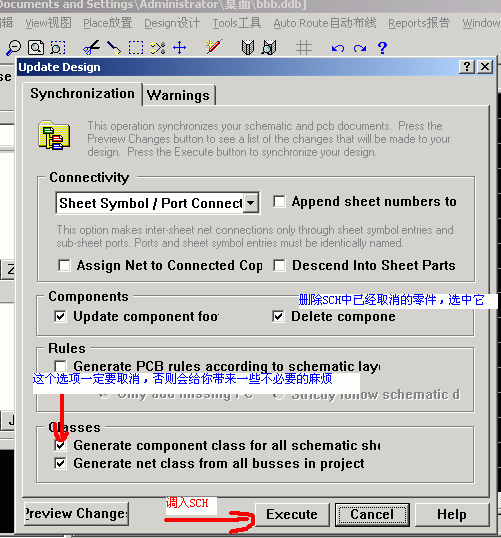 Documents and Settings\Administrator\桌面\bbb.ddb]
编辑 View视图 Place放置 Design设计 Tools工具 Auto Route自动布线 Reports报告 Window
Update Design
Synchronization Warnings
This operation synchronizes your schematic and pcb documents. Press the
Preview Changes button to see a list of the changes that will be made to your
design. Press the Execute button to synchronize your design.
Connectivity
Sheet Symbol / Port Connect
Append sheet numbers to
This option makes inter-sheet net connections only through sheet symbol entries and
sub-sheet ports. Ports and sheet symbol entries must be identically named.
Assign Net to Connected Cop
Descend Into Sheet Parts
删除SCH中已经取消的零件，选中它
Components
Update component foo
Delete compone
Rules
Generate PCB rules according to schematic lay
这个选项一定要取消，否则会给你带来一些不必要的麻烦
Only add missing PC
Strictly follow schematic d
Classes
Generate component class for all schematic she
Generate net class from all busses in project
调入SCH
Preview Change:
Execute
Cancel
Help